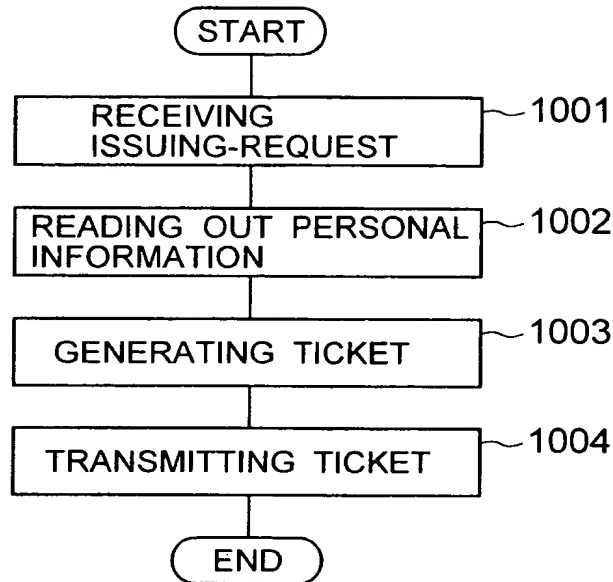 START
RECEIVING
ISSUING-REQUEST
1001
READING OUT PERSONAL
INFORMATION
1002
GENERATING TICKET
1003
TRANSMITTING TICKET
1004
END